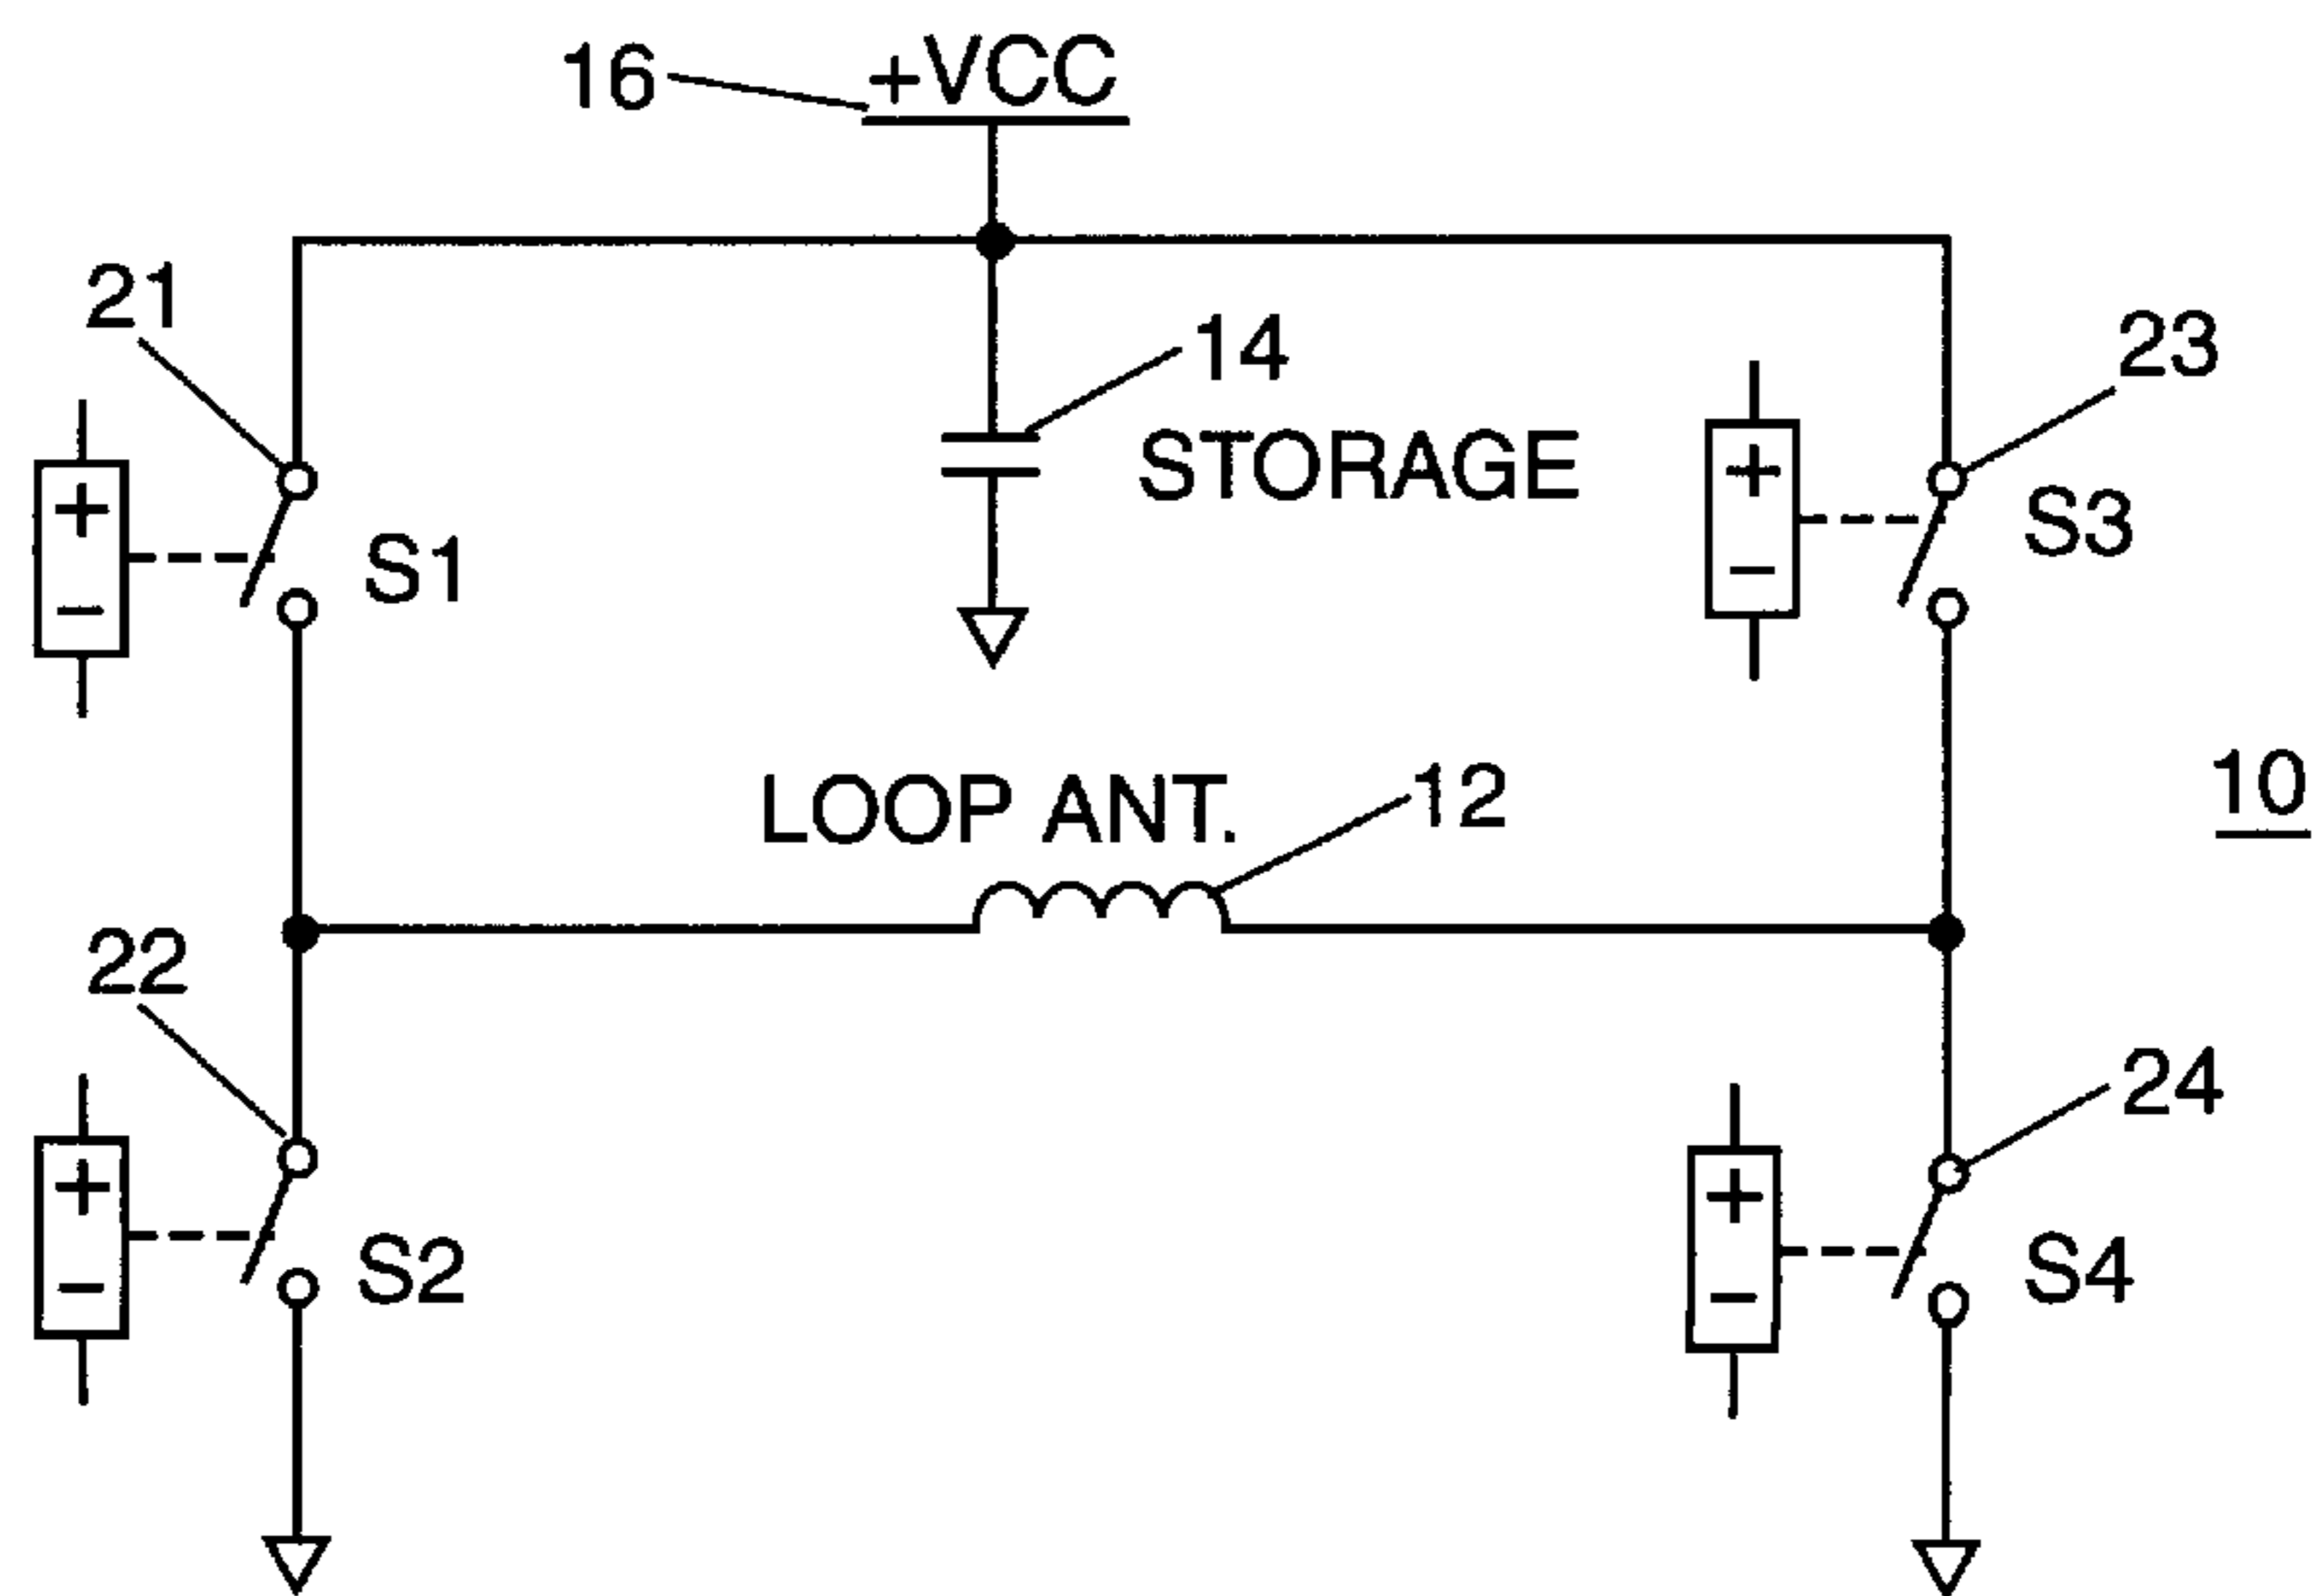 16
+VCC
21
14
23
STORAGE
+
+
S1
S3
−
−
LOOP ANT.
12
10
22
24
+
+
S2
S4
−
−